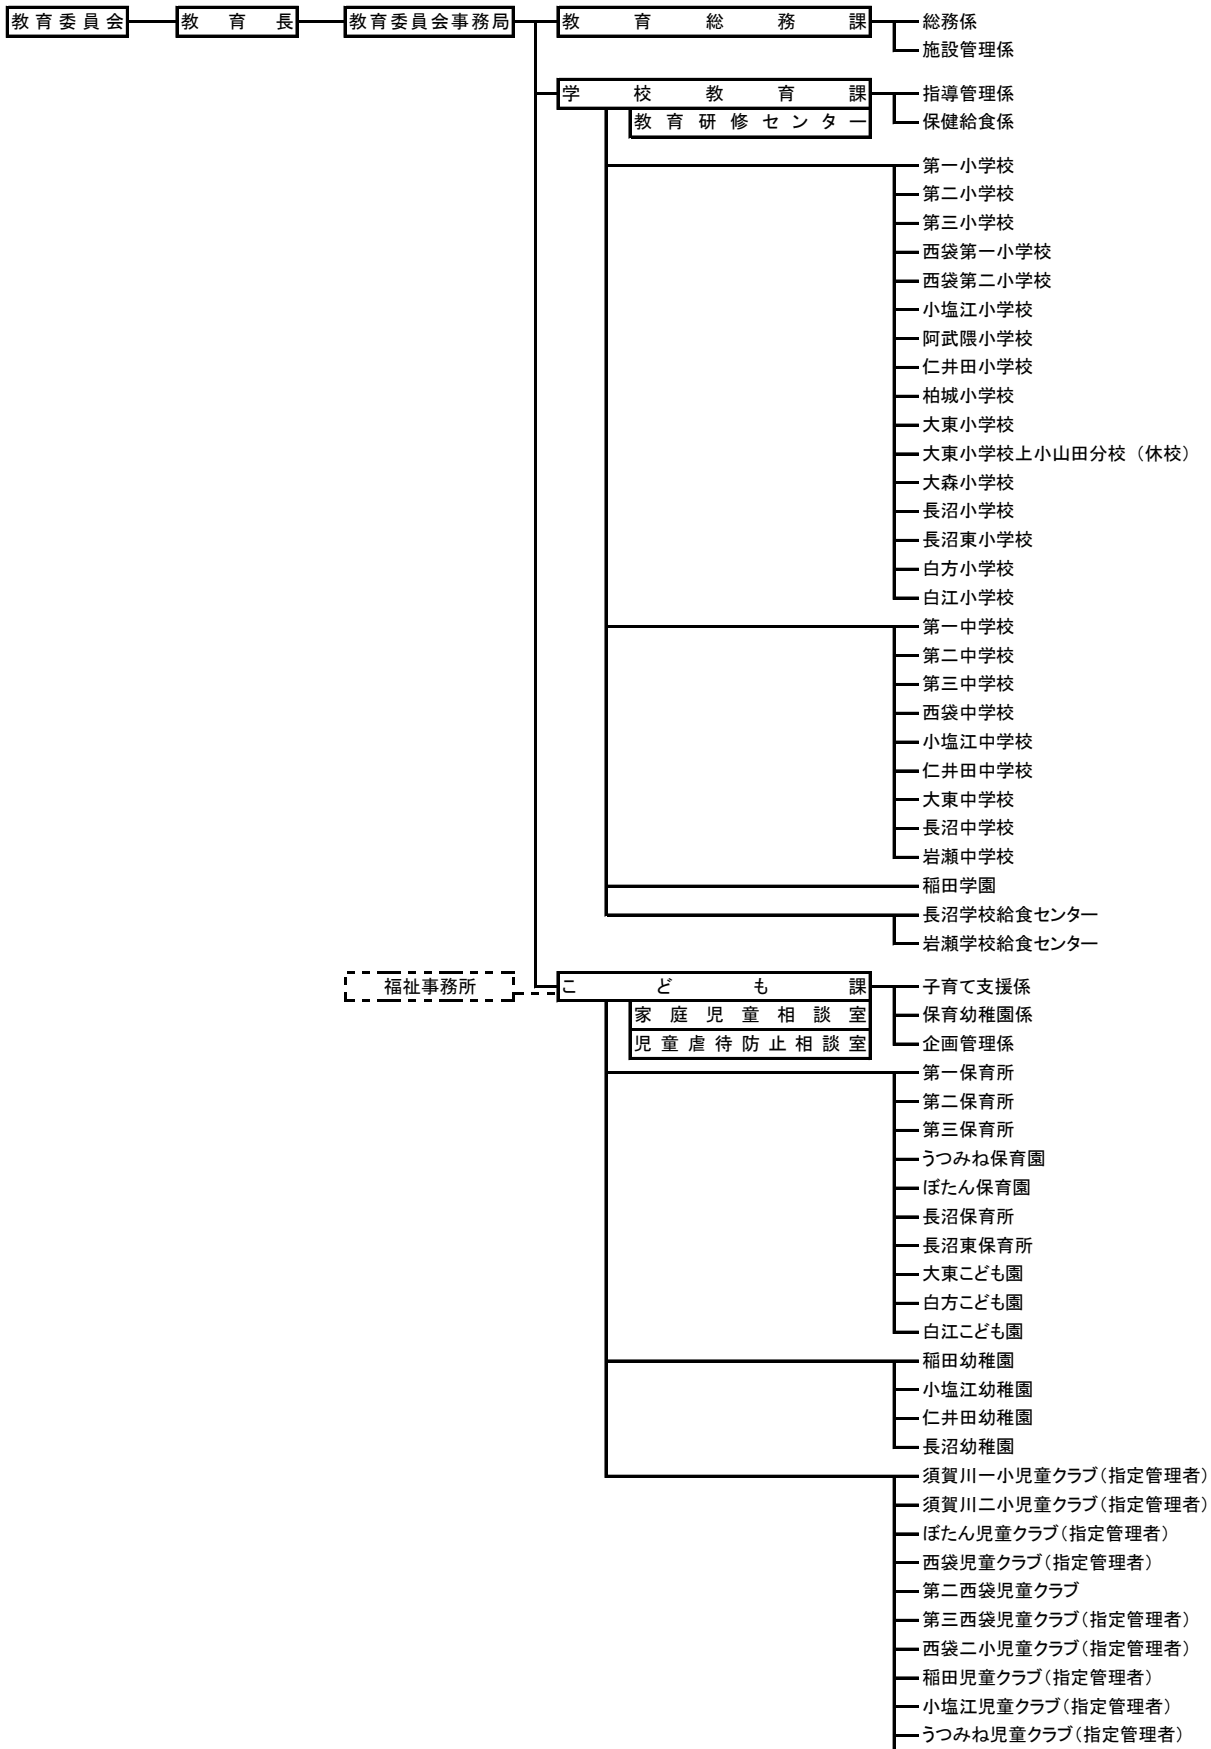 教育委員会 教育長 教育委員会事務局 教育総務課 総務係
施設管理係
学校教育課 指導管理係
教育研修センター 保健給食係
第一小学校
第二小学校
第三小学校
西袋第一小学校
西袋第二小学校
小塩江小学校
阿武隈小学校
仁井田小学校
柏城小学校
大東小学校
大東小学校上小山田分校（休校）
大森小学校
長沼小学校
長沼東小学校
白方小学校
白江小学校
第一中学校
第二中学校
第三中学校
西袋中学校
小塩江中学校
仁井田中学校
大東中学校
長沼中学校
岩瀬中学校
稲田学園
長沼学校給食センター
岩瀬学校給食センター
福祉事務所 こども課 子育て支援係
家庭児童相談室 保育幼稚園係
児童虐待防止相談室 企画管理係
第一保育所
第二保育所
第三保育所
うつみね保育園
ぼたん保育園
長沼保育所
長沼東保育所
大東こども園
白方こども園
白江こども園
稲田幼稚園
小塩江幼稚園
仁井田幼稚園
長沼幼稚園
須賀川一小児童クラブ（指定管理者）
須賀川二小児童クラブ（指定管理者）
ぼたん児童クラブ（指定管理者）
西袋児童クラブ（指定管理者）
第二西袋児童クラブ
第三西袋児童クラブ（指定管理者）
西袋二小児童クラブ（指定管理者）
稲田児童クラブ（指定管理者）
小塩江児童クラブ（指定管理者）
うつみね児童クラブ（指定管理者）